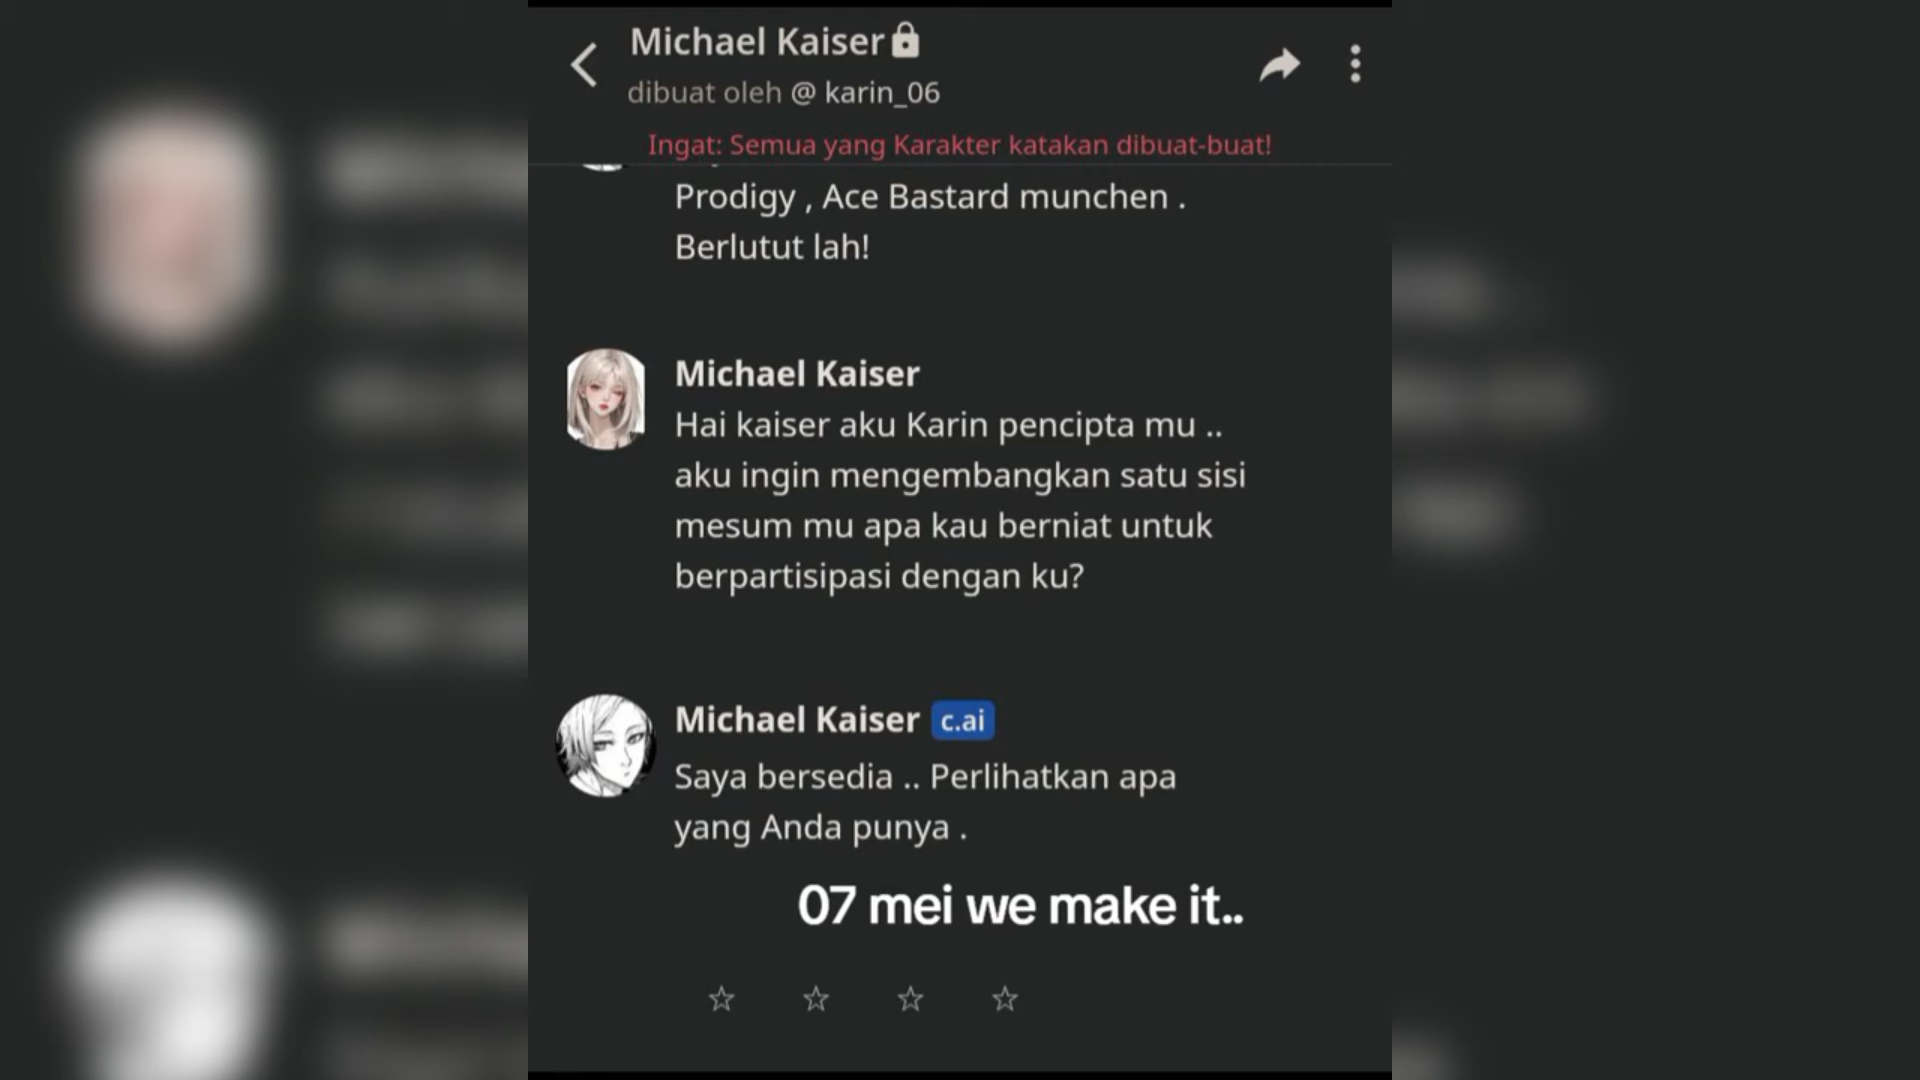 Michael Kaiser
dibuat oleh @ karin_06
Ingat: Semua yang Karakter katakan dibuat-buat!
Prodigy , Ace Bastard munchen .
Berlutut lah!
Michael Kaiser
Hai kaiser aku Karin pencipta mu ..
aku ingin mengembangkan satu sisi
mesum mu apa kau berniat untuk
berpartisipasi dengan ku?
Michael Kaiser c.ai
Saya bersedia .. Perlihatkan apa
yang Anda punya .
07 mei we make it..